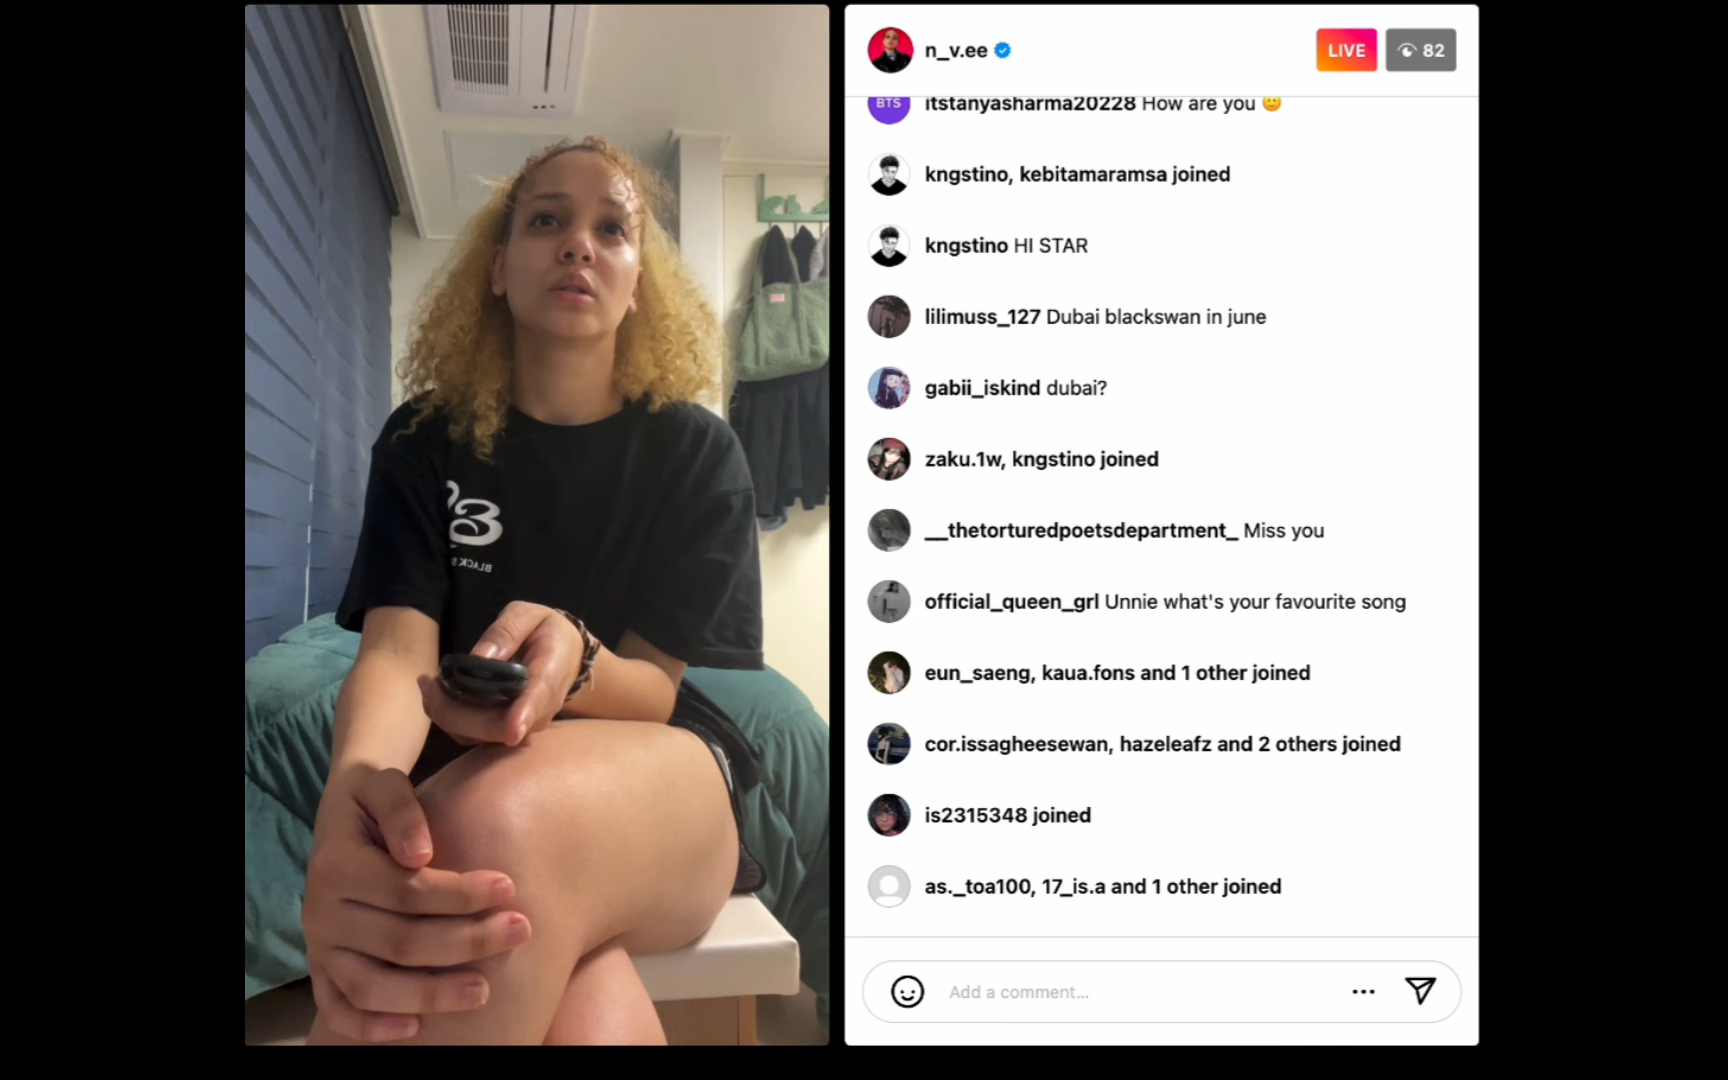 n_v.ee
LIVE
82
BTS
itstanyasharma20228 How are you 🙂
kngstino, kebitamaramsa joined
kngstino HI STAR
lilimuss_127 Dubai blackswan in june
gabii_iskind dubai?
zaku.1w, kngstino joined
__thetorturedpoetsdepartment_ Miss you
official_queen_grl Unnie what's your favourite song
eun_saeng, kaua.fons and 1 other joined
cor.issagheesewan, hazeleafz and 2 others joined
is2315348 joined
as._toa100, 17_is.a and 1 other joined
Add a comment...
BLACK